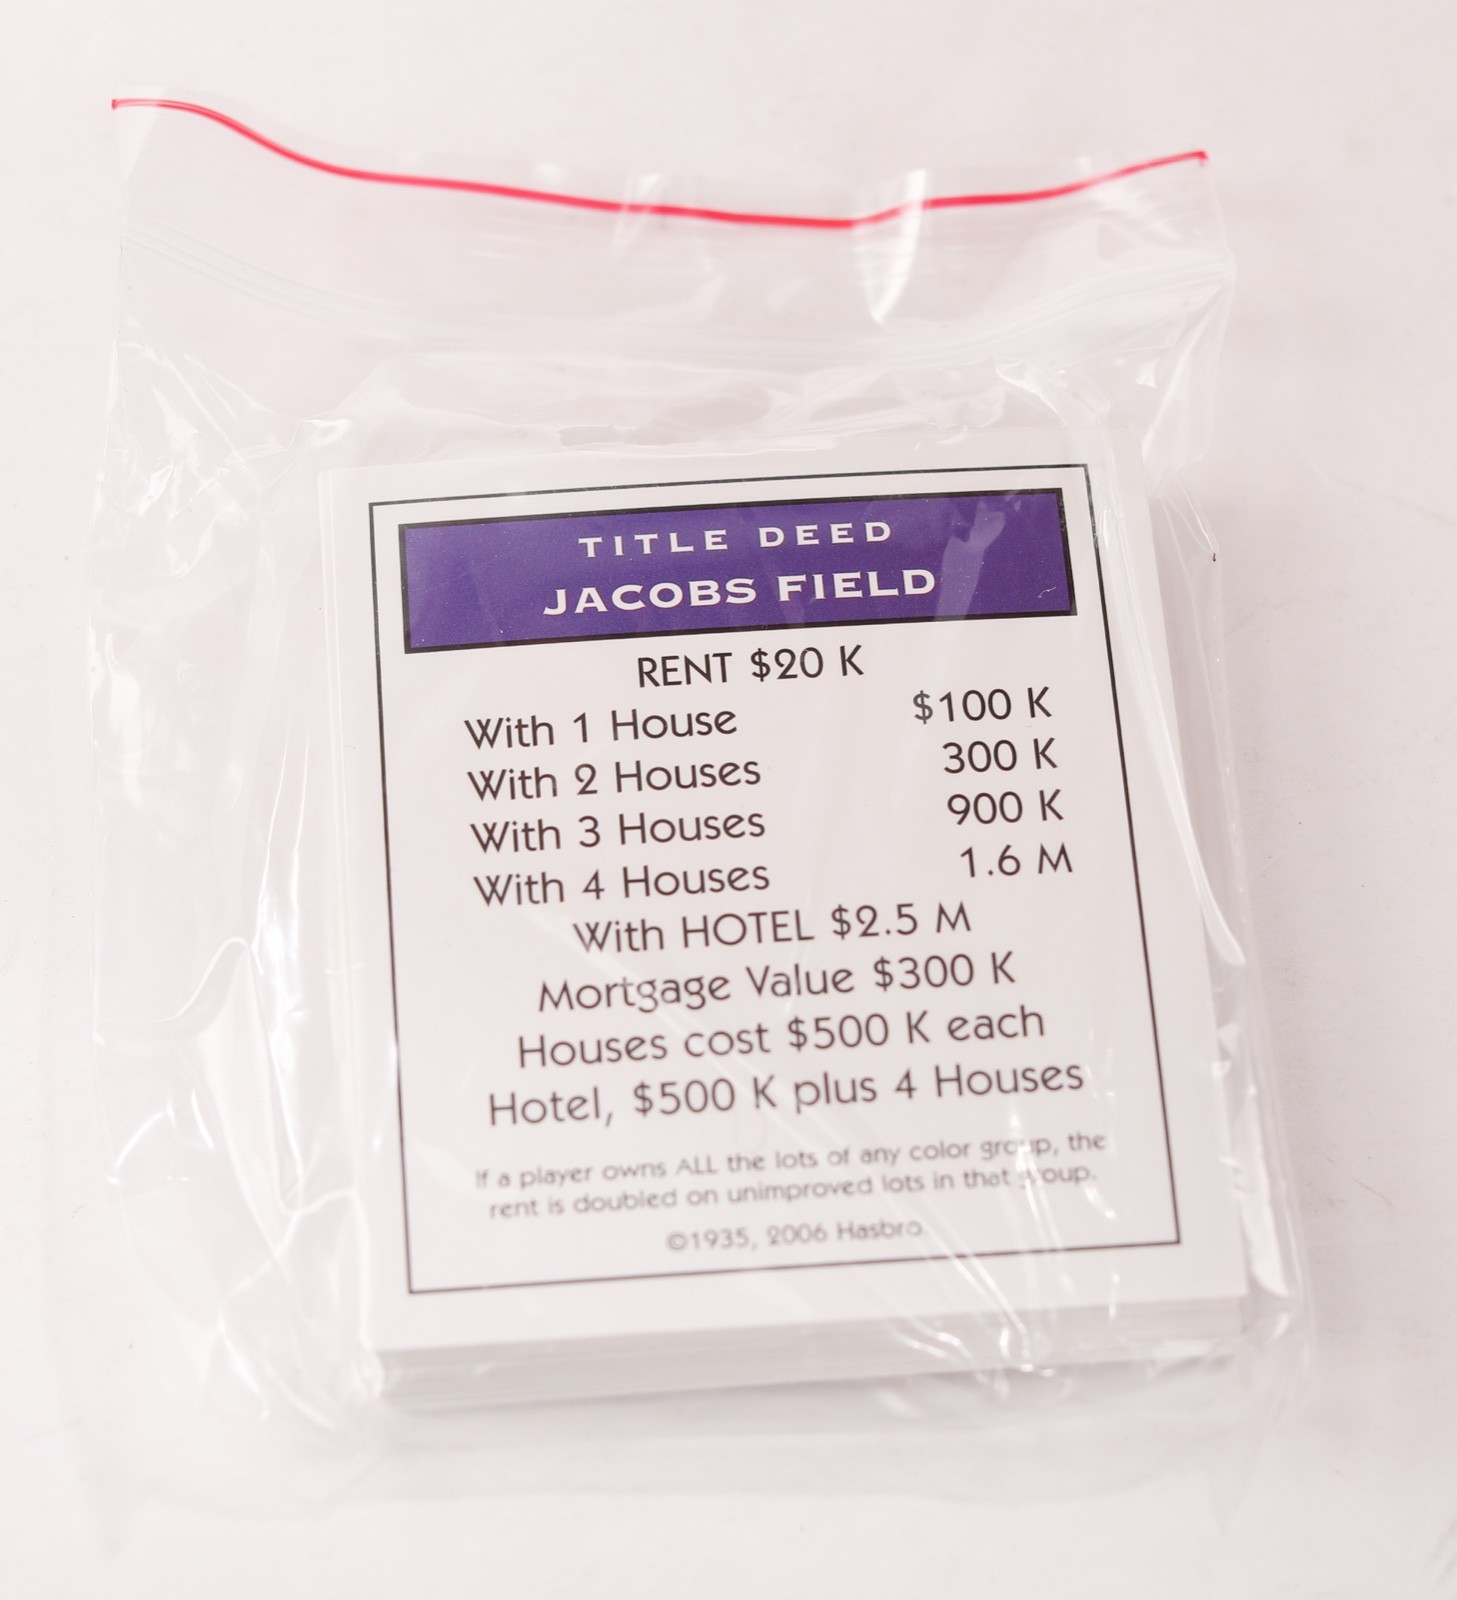 TITLE DEED
JACOBS FIELD
RENT $20 K
With 1 House $100 K
With 2 Houses 300 K
With 3 Houses 900 K
With 4 Houses 1.6 M
With HOTEL $2.5 M
Mortgage Value $300 K
Houses cost $500 K each
Hotel, $500 K plus 4 Houses
If a player owns ALL the lots of any color group, the
rent is doubled on unimproved lots in that group.
©1935, 2006 Hasbro.